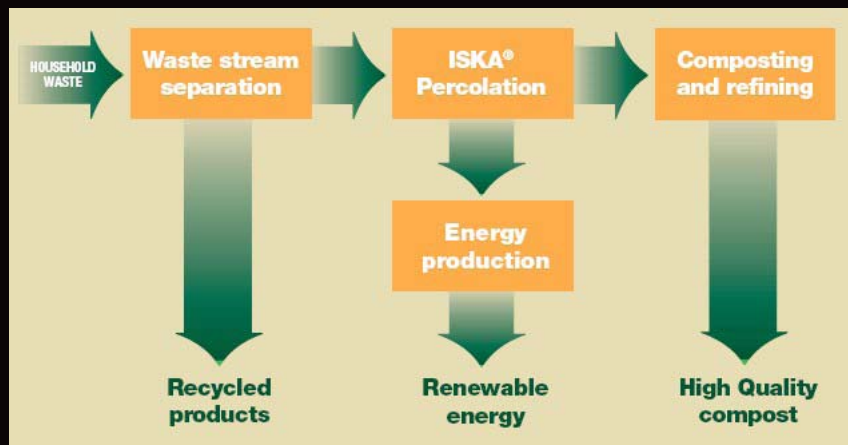 HOUSEHOLD
WASTE
Waste stream
separation
ISKA®
Percolation
Composting
and refining
Energy
production
Recycled
products
Renewable
energy
High Quality
compost